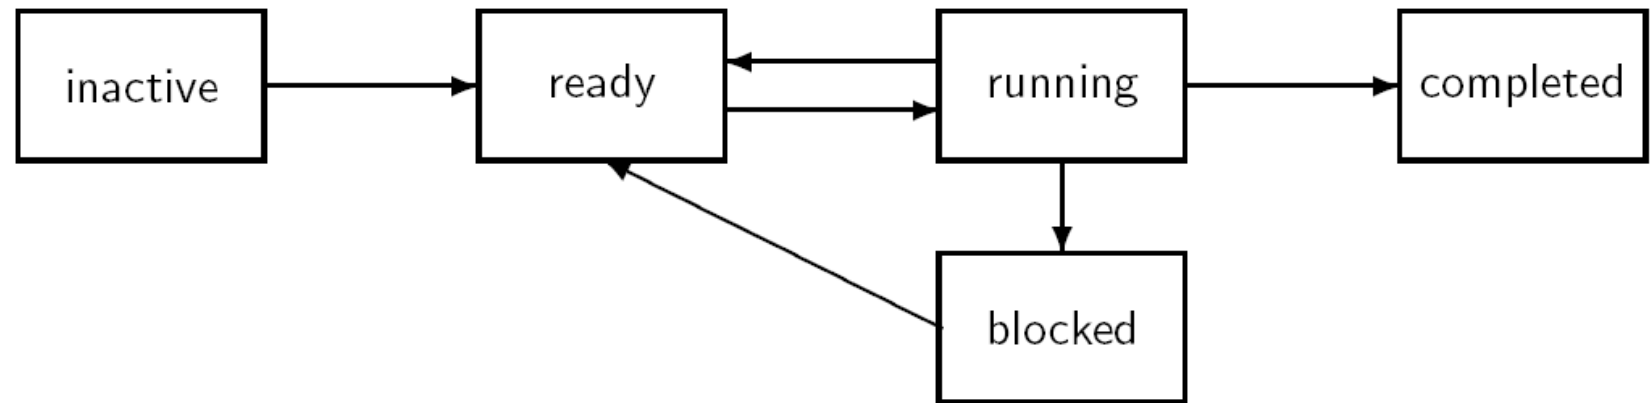 inactive
ready
running
completed
blocked